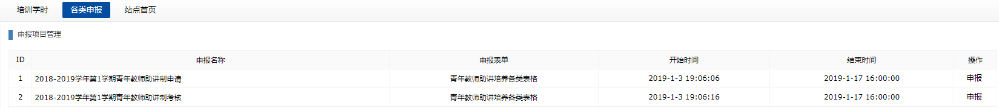 培训学时 各类申报 站点首页
申报项目管理
ID 申报名称 申报表单 开始时间 结束时间 操作
1 2018-2019学年第1学期青年教师助讲制申请 青年教师助讲培养各类表格 2019-1-3 19:06:06 2019-1-17 16:00:00 申报
2 2018-2019学年第1学期青年教师助讲制考核 青年教师助讲培养各类表格 2019-1-3 19:06:16 2019-1-17 16:00:00 申报